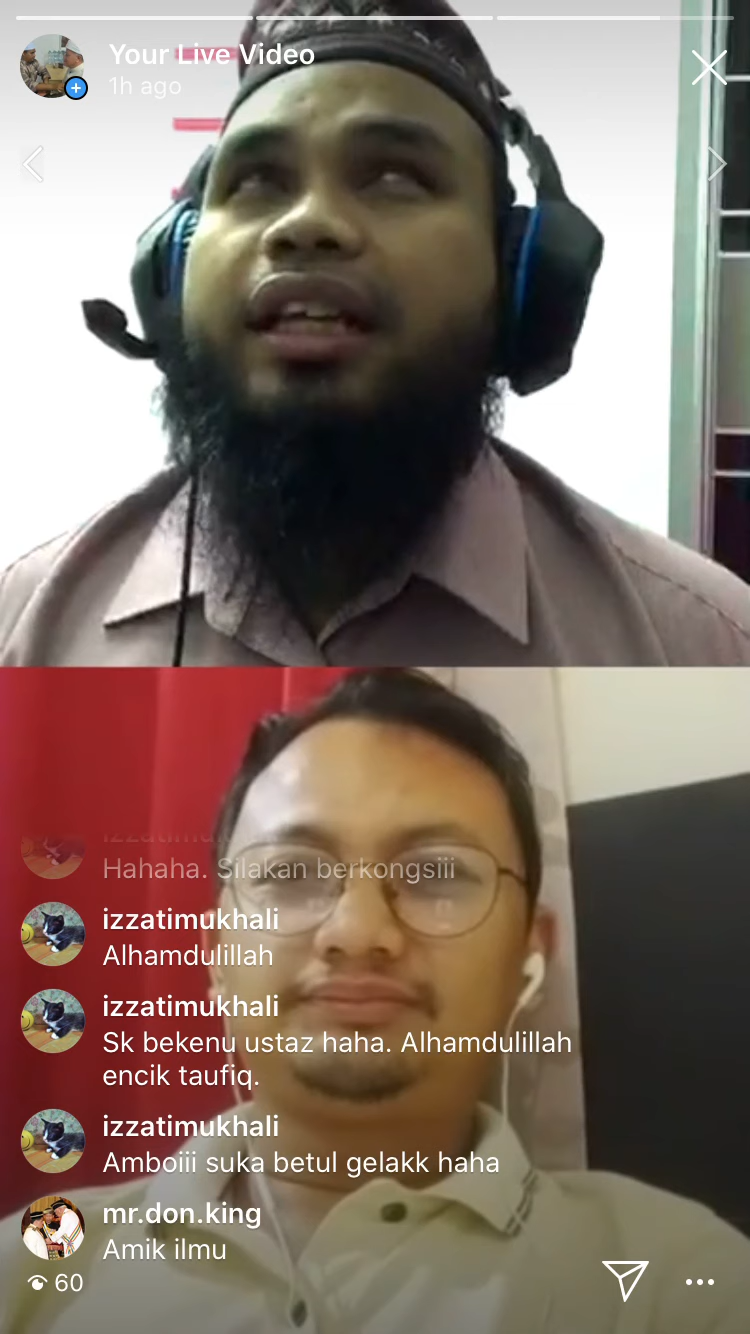 Your Live Video
1h ago
izzatimukhali
Hahaha. Silakan berkongsiii
izzatimukhali
Alhamdulillah
izzatimukhali
Sk bekenu ustaz haha. Alhamdulillah
encik taufiq.
izzatimukhali
Amboiii suka betul gelakk haha
mr.don.king
Amik ilmu
60